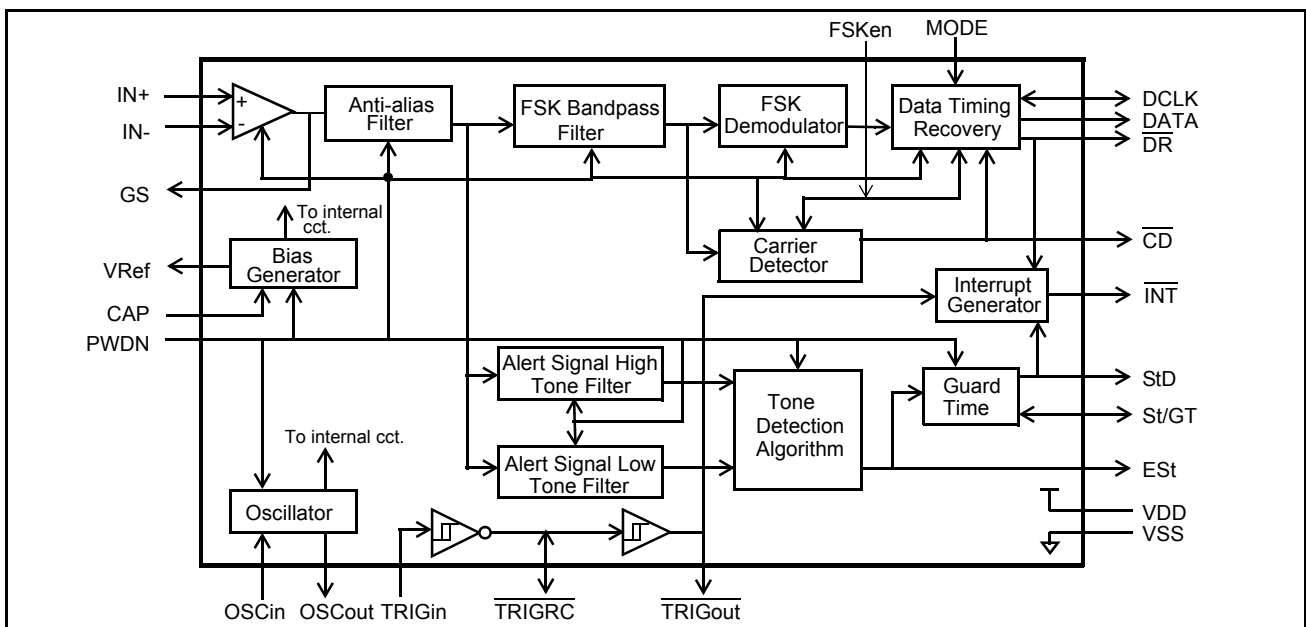 FSKen
MODE
IN+
IN-
+
-
Anti-alias
Filter
FSK Bandpass
Filter
FSK
Demodulator
Data Timing
Recovery
DCLK
DATA
DR
GS
To internal
cct.
Bias
Generator
VRef
CAP
PWDN
Carrier
Detector
CD
Interrupt
Generator
INT
Alert Signal High
Tone Filter
Tone
Detection
Algorithm
Guard
Time
StD
St/GT
To internal cct.
Alert Signal Low
Tone Filter
ESt
Oscillator
VDD
VSS
OSCin
OSCout
TRIGin
TRIGRC
TRIGout